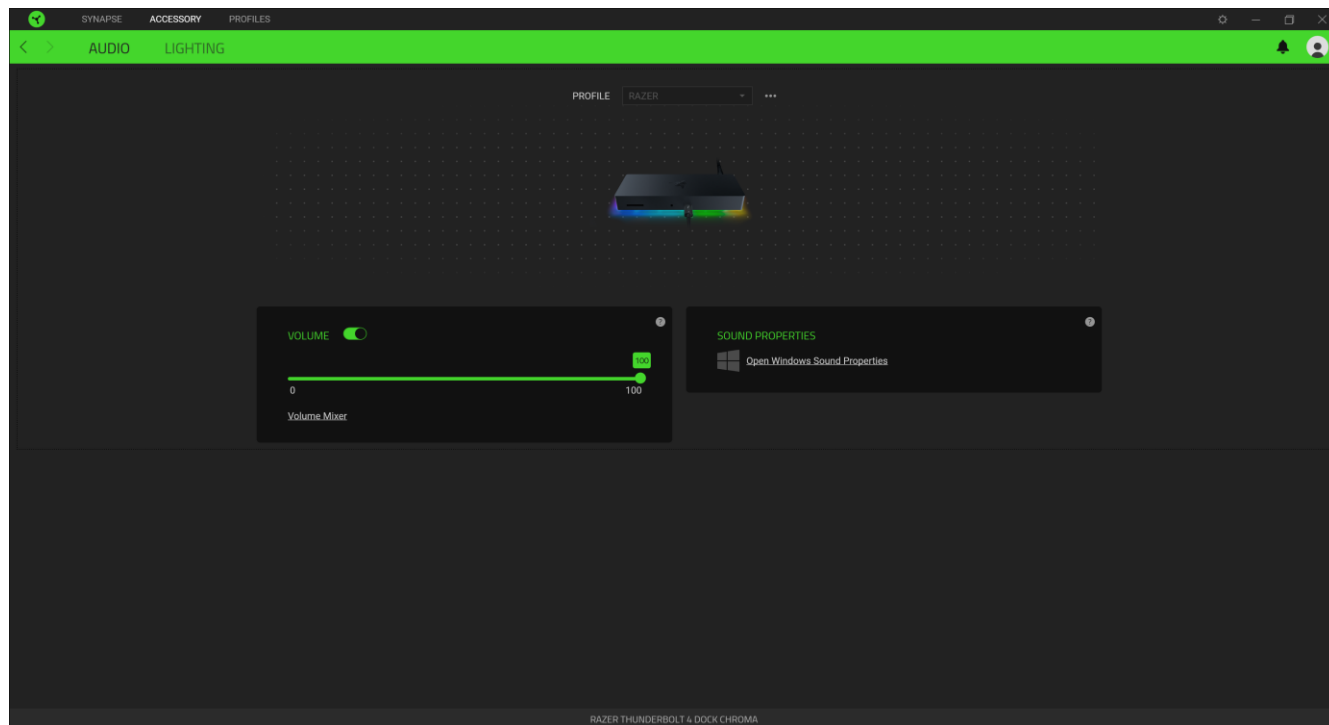 SYNAPSE ACCESSORY PROFILES
AUDIO LIGHTING
PROFILE RAZER
VOLUME
100
0 100
Volume Mixer
SOUND PROPERTIES
Open Windows Sound Properties
RAZER THUNDERBOLT 4 DOCK CHROMA